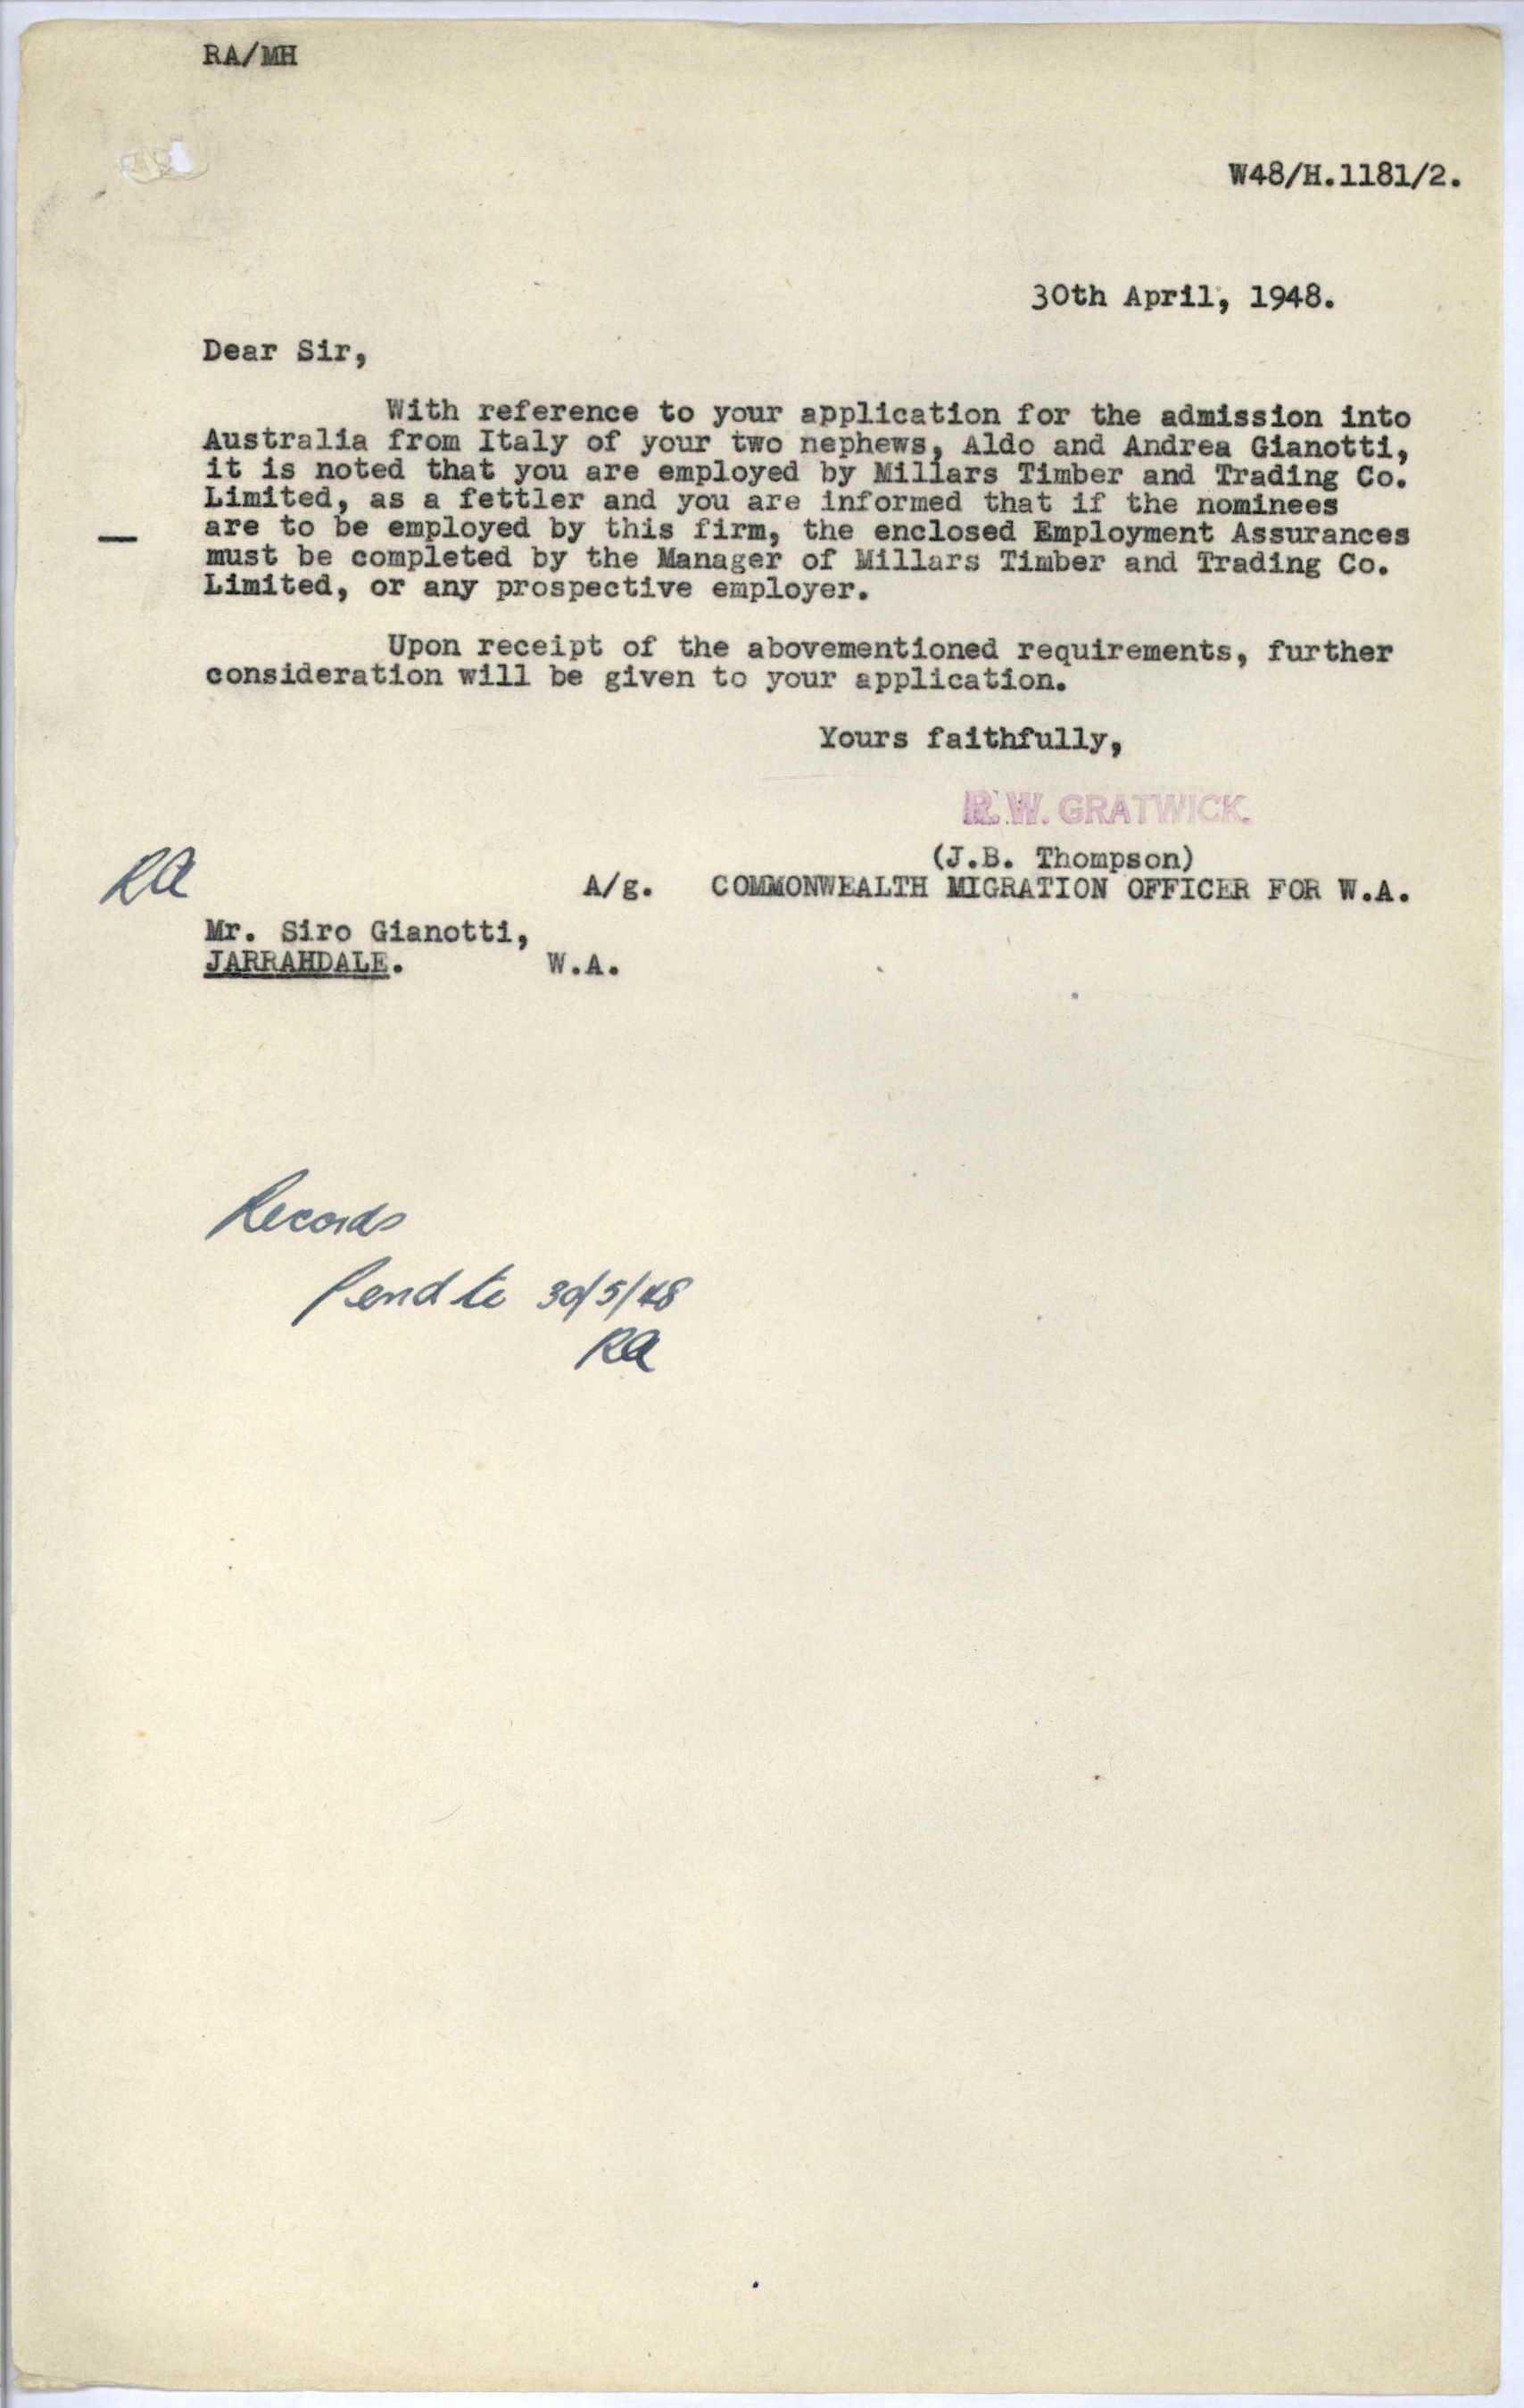 RA/MH
W48/H.1181/2.
30th April, 1948.
Dear Sir,
With reference to your application for the admission into
Australia from Italy of your two nephews, Aldo and Andrea Gianotti,
it is noted that you are employed by Millars Timber and Trading Co.
Limited, as a fettler and you are informed that if the nominees
are to be employed by this firm, the enclosed Employment Assurances
must be completed by the Manager of Millars Timber and Trading Co.
Limited, or any prospective employer.
Upon receipt of the abovementioned requirements, further
consideration will be given to your application.
Yours faithfully,
R. W. GRATWICK.
(J.B. Thompson)
RA
A/g. COMMONWEALTH MIGRATION OFFICER FOR W.A.
Mr. Siro Gianotti,
JARRAHDALE. W.A.
Records
Pend to 30/5/48
RA